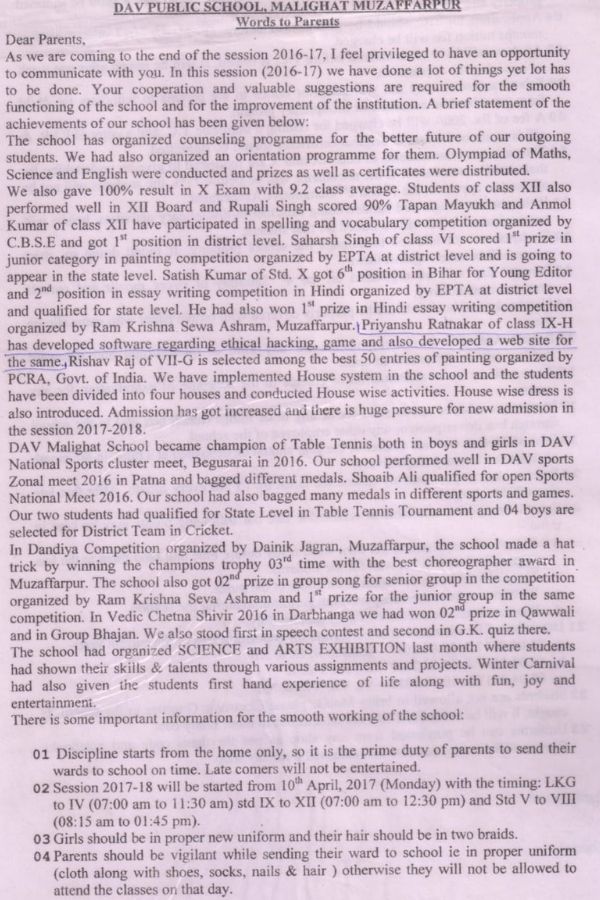 DAV PUBLIC SCHOOL, MALIGHAT MUZAFFARPUR
Words to Parents
Dear Parents,
As we are coming to the end of the session 2016-17, I feel privileged to have an opportunity
to communicate with you. In this session (2016-17) we have done a lot of things yet lot has
to be done. Your cooperation and valuable suggestions are required for the smooth
functioning of the school and for the improvement of the institution. A brief statement of the
achievements of our school has been given below:
The school has organized counseling programme for the better future of our outgoing
students. We had also organized an orientation programme for them. Olympiad of Maths,
Science and English were conducted and prizes as well as certificates were distributed.
We also gave 100% result in X Exam with 9.2 class average. Students of class XII also
performed well in XII Board and Rupali Singh scored 90% Tapan Mayukh and Anmol
Kumar of class XII have participated in spelling and vocabulary competition organized by
C.B.S.E and got 1st position in district level. Saharsh Singh of class VI scored 1st prize in
junior category in painting competition organized by EPTA at district level and is going to
appear in the state level. Satish Kumar of Std. X got 6th position in Bihar for Young Editor
and 2nd position in essay writing competition in Hindi organized by EPTA at district level
and qualified for state level. He had also won 1st prize in Hindi essay writing competition
organized by Ram Krishna Sewa Ashram, Muzaffarpur. Priyanshu Ratnakar of class IX-H
has developed software regarding ethical hacking, game and also developed a web site for
the same. Rishav Raj of VII-G is selected among the best 50 entries of painting organized by
PCRA, Govt. of India. We have implemented House system in the school and the students
have been divided into four houses and conducted House wise activities. House wise dress is
also introduced. Admission has got increased and there is huge pressure for new admission in
the session 2017-2018.
DAV Malighat School became champion of Table Tennis both in boys and girls in DAV
National Sports cluster meet, Begusarai in 2016. Our school performed well in DAV sports
Zonal meet 2016 in Patna and bagged different medals. Shoaib Ali qualified for open Sports
National Meet 2016. Our school had also bagged many medals in different sports and games.
Our two students had qualified for State Level in Table Tennis Tournament and 04 boys are
selected for District Team in Cricket.
In Dandiya Competition organized by Dainik Jagran, Muzaffarpur, the school made a hat
trick by winning the champions trophy 03rd time with the best choreographer award in
Muzaffarpur. The school also got 02nd prize in group song for senior group in the competition
organized by Ram Krishna Seva Ashram and 1st prize for the junior group in the same
competition. In Vedic Chetna Shivir 2016 in Darbhanga we had won 02nd prize in Qawwali
and in Group Bhajan. We also stood first in speech contest and second in G.K. quiz there.
The school had organized SCIENCE and ARTS EXHIBITION last month where students
had shown their skills & talents through various assignments and projects. Winter Carnival
had also given the students first hand experience of life along with fun, joy and
entertainment.
There is some important information for the smooth working of the school:
01 Discipline starts from the home only, so it is the prime duty of parents to send their
wards to school on time. Late comers will not be entertained.
02 Session 2017-18 will be started from 10th April, 2017 (Monday) with the timing: LKG
to IV (07:00 am to 11:30 am) std IX to XII (07:00 am to 12:30 pm) and Std V to VIII
(08:15 am to 01:45 pm).
03 Girls should be in proper new uniform and their hair should be in two braids.
04 Parents should be vigilant while sending their ward to school ie in proper uniform
(cloth along with shoes, socks, nails & hair ) otherwise they will not be allowed to
attend the classes on that day.